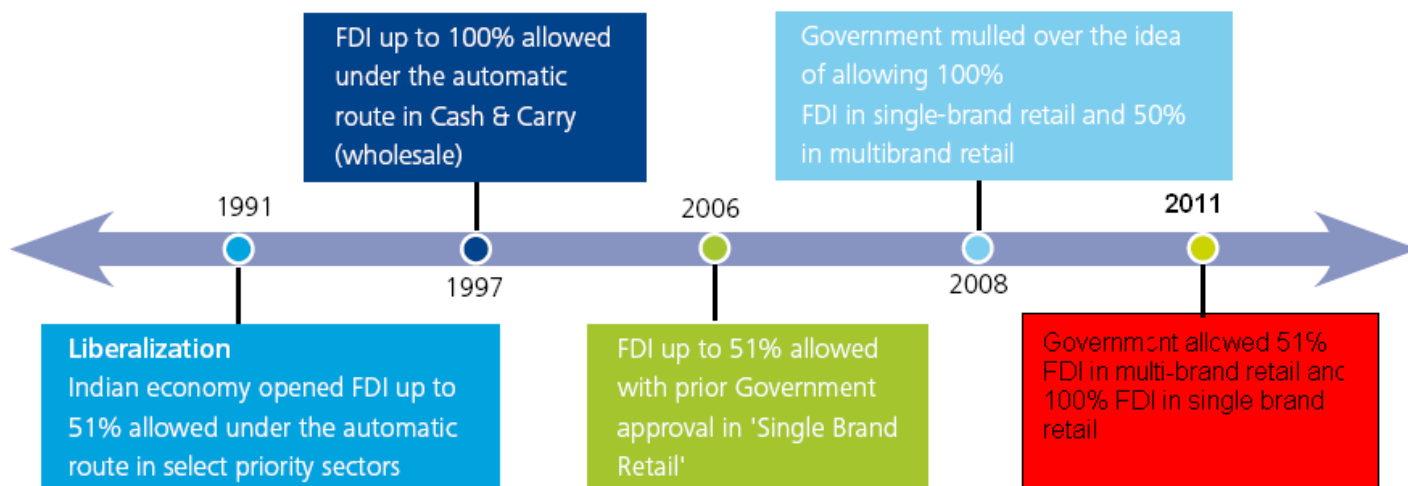 FDI up to 100% allowed
under the automatic
route in Cash & Carry
(wholesale)
Government mulled over the idea
of allowing 100%
FDI in single-brand retail and 50%
in multibrand retail
1991
2006
2011
1997
2008
Liberalization
Indian economy opened FDI up to
51% allowed under the automatic
route in select priority sectors
FDI up to 51% allowed
with prior Government
approval in 'Single Brand
Retail'
Government allowed 51%
FDI in multi-brand retail and
100% FDI in single brand
retail